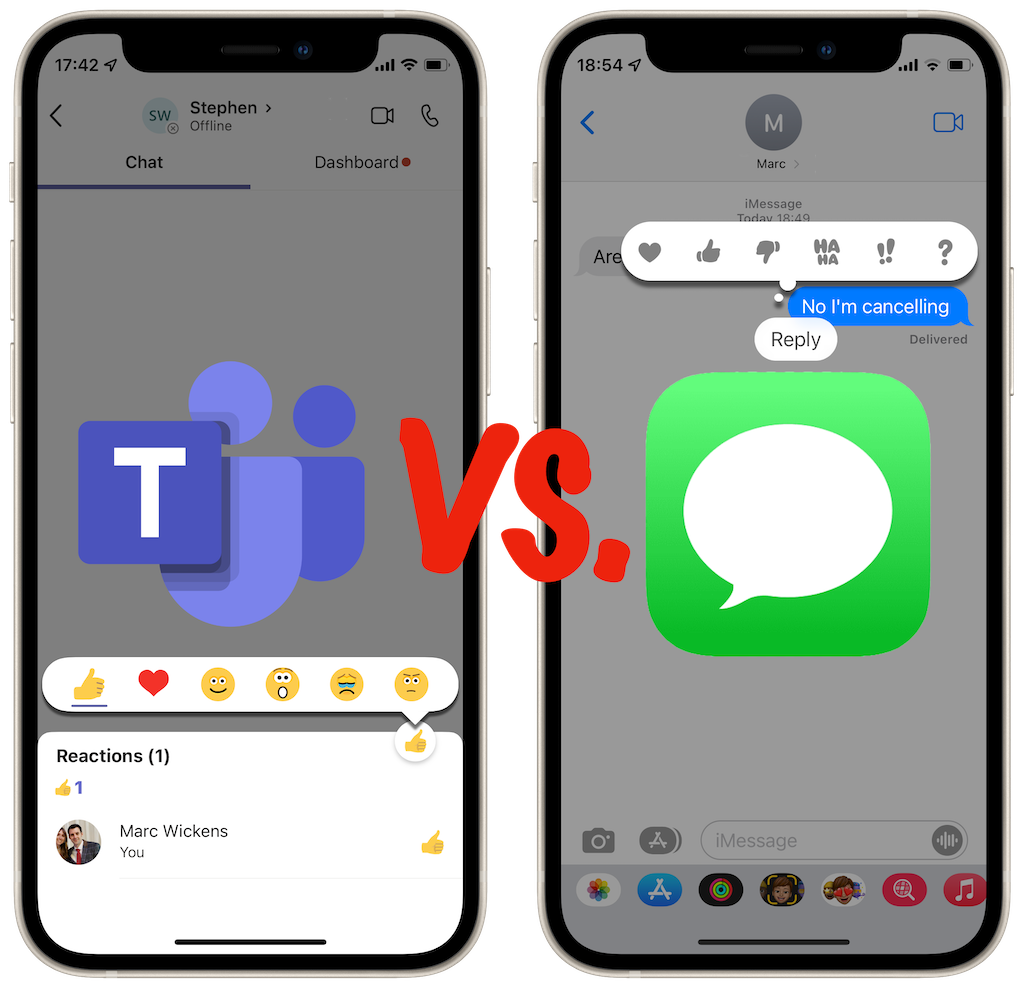 17:42
SW
Stephen
Offline
Chat
Dashboard
T
Reactions (1)
1
Marc Wickens
You
VS.
18:54
M
Marc
iMessage
Today 18:49
Are
HA
HA
!!
?
No I'm cancelling
Reply
Delivered
iMessage